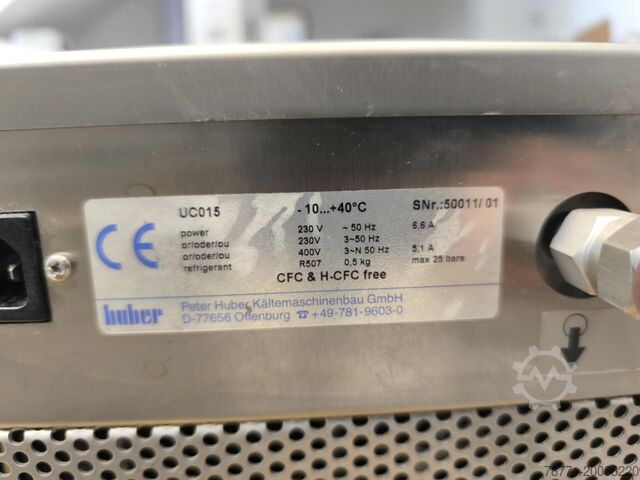 UC015 - 10...+40°C SNr.:50011/ 01
power 230 V ~ 50 Hz 6.6 A
or/oder/ou 230V 3~50 Hz
or/oder/ou 400V 3~N 50 Hz 5,1 A
refrigerant R507 0,5 kg max 25 bars
CFC & H-CFC free
CE
huber Peter Huber Kältemaschinenbau GmbH
D-77656 Offenburg ☎ +49-781-9603-0